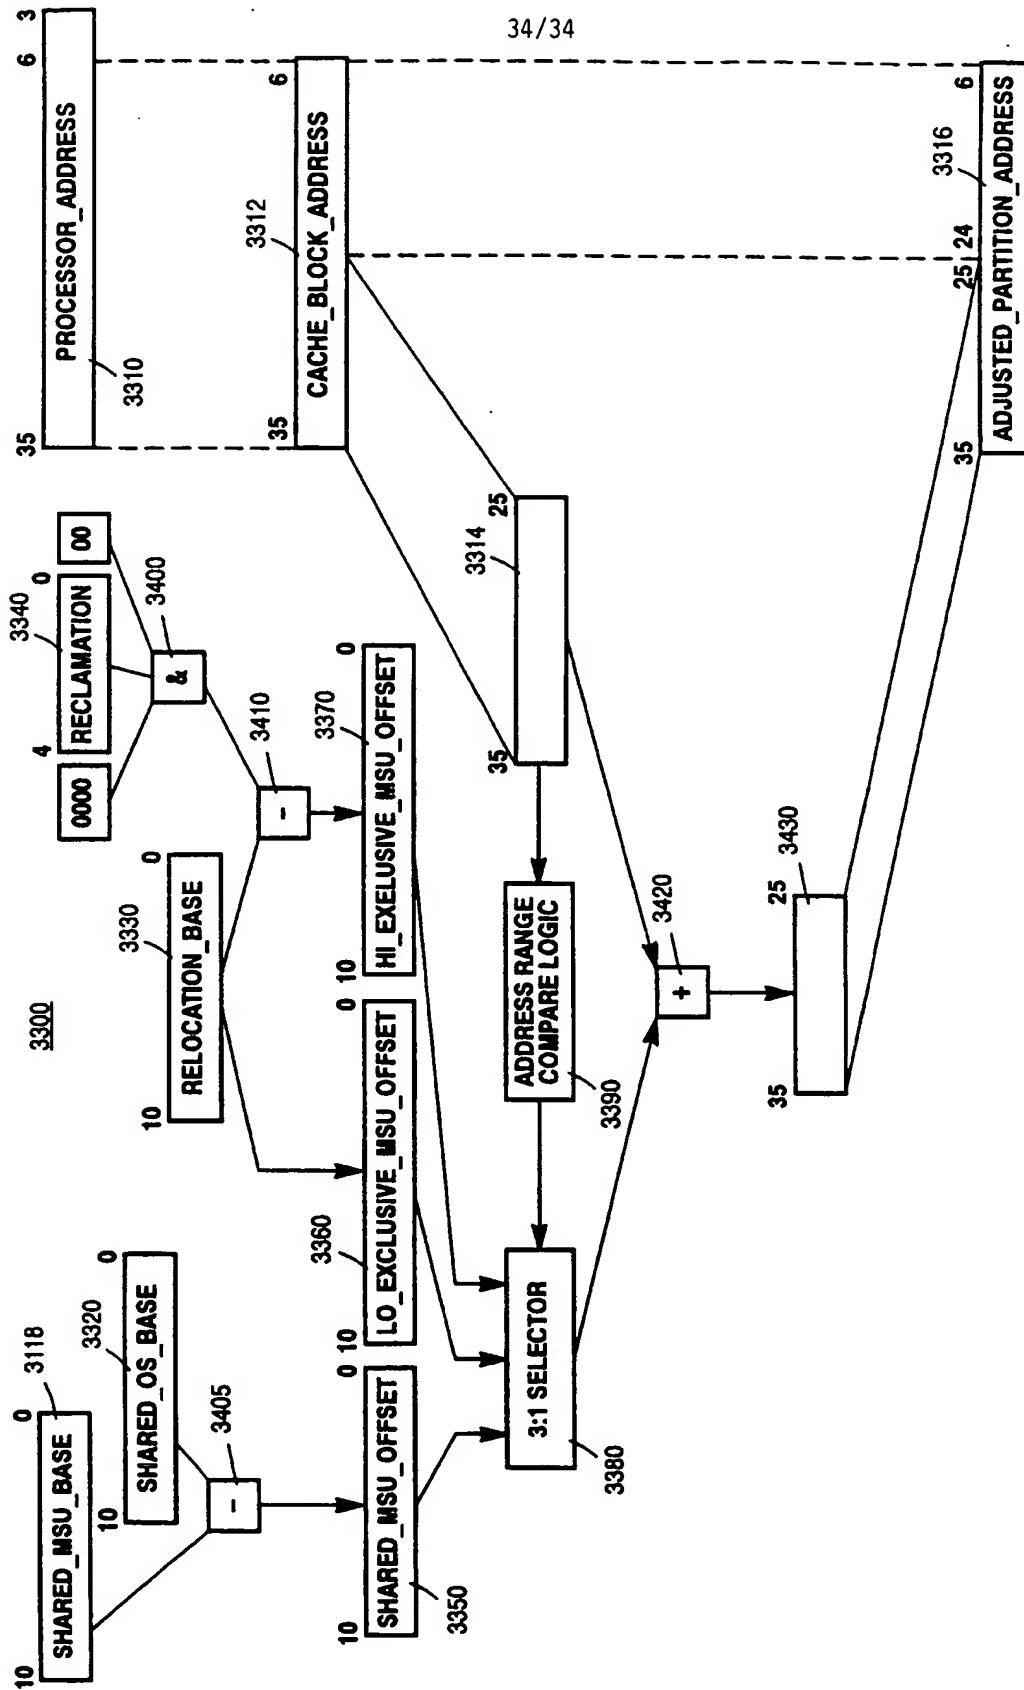 34/34
3300
10 0
SHARED_MSU_BASE
3118
10 0
SHARED_OS_BASE
3320
-
3405
10 0
SHARED_MSU_OFFSET
3350
10 0
RELOCATION_BASE
3330
0000
4 0
RECLAMATION
3340
00
&
3400
-
3410
10 0
LO_EXCLUSIVE_MSU_OFFSET
3360
10 0
HI_EXELUSIVE_MSU_OFFSET
3370
35 6 3
PROCESSOR_ADDRESS
3310
35 6
CACHE_BLOCK_ADDRESS
3312
35 25
3314
ADDRESS RANGE
COMPARE LOGIC
3390
3:1 SELECTOR
3380
+
3420
35 25
3430
35 25 24 6
ADJUSTED_PARTITION_ADDRESS
3316